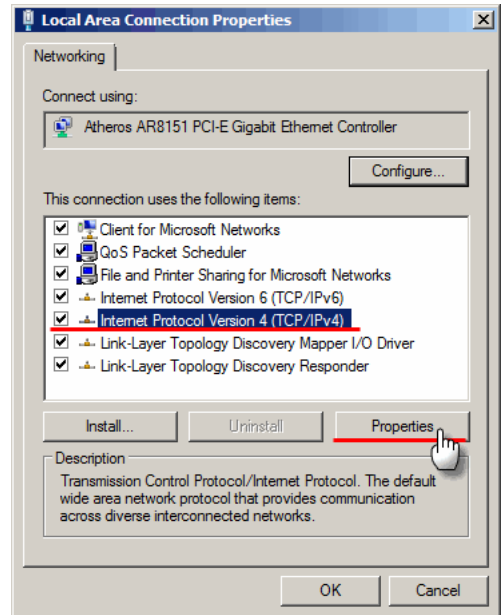 Local Area Connection Properties
Networking
Connect using:
Atheros AR8151 PCI-E Gigabit Ethernet Controller
Configure...
This connection uses the following items:
Client for Microsoft Networks
QoS Packet Scheduler
File and Printer Sharing for Microsoft Networks
Internet Protocol Version 6 (TCP/IPv6)
Internet Protocol Version 4 (TCP/IPv4)
Link-Layer Topology Discovery Mapper I/O Driver
Link-Layer Topology Discovery Responder
Install... Uninstall Properties
Description
Transmission Control Protocol/Internet Protocol. The default
wide area network protocol that provides communication
across diverse interconnected networks.
OK Cancel